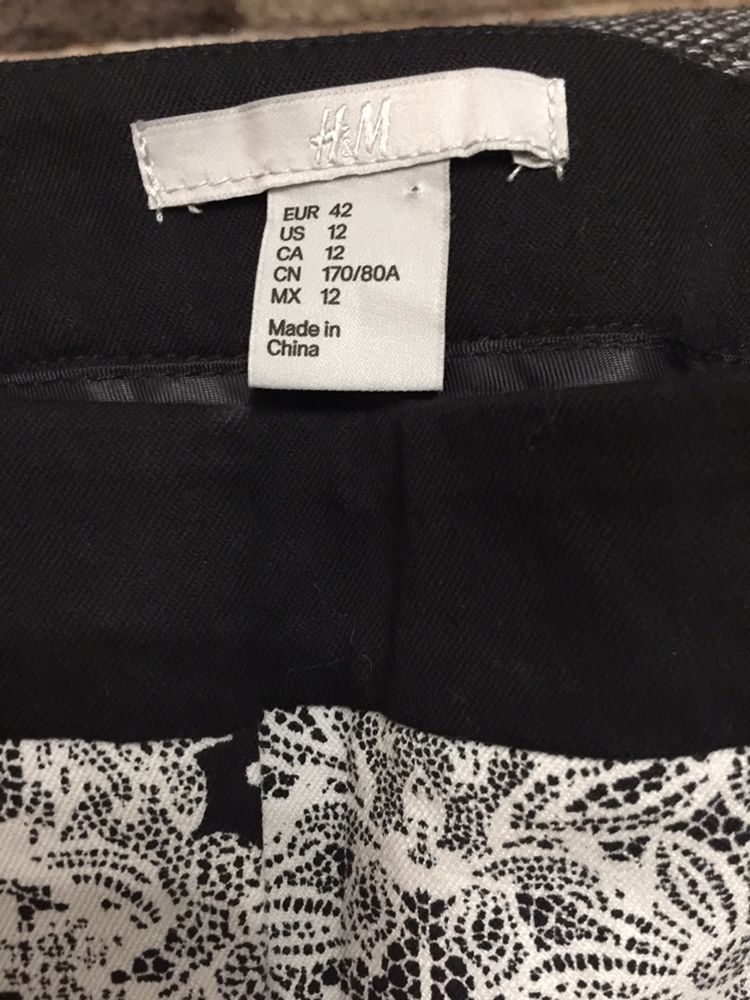 H&M
EUR 42
US 12
CA 12
CN 170/80A
MX 12
Made in
China